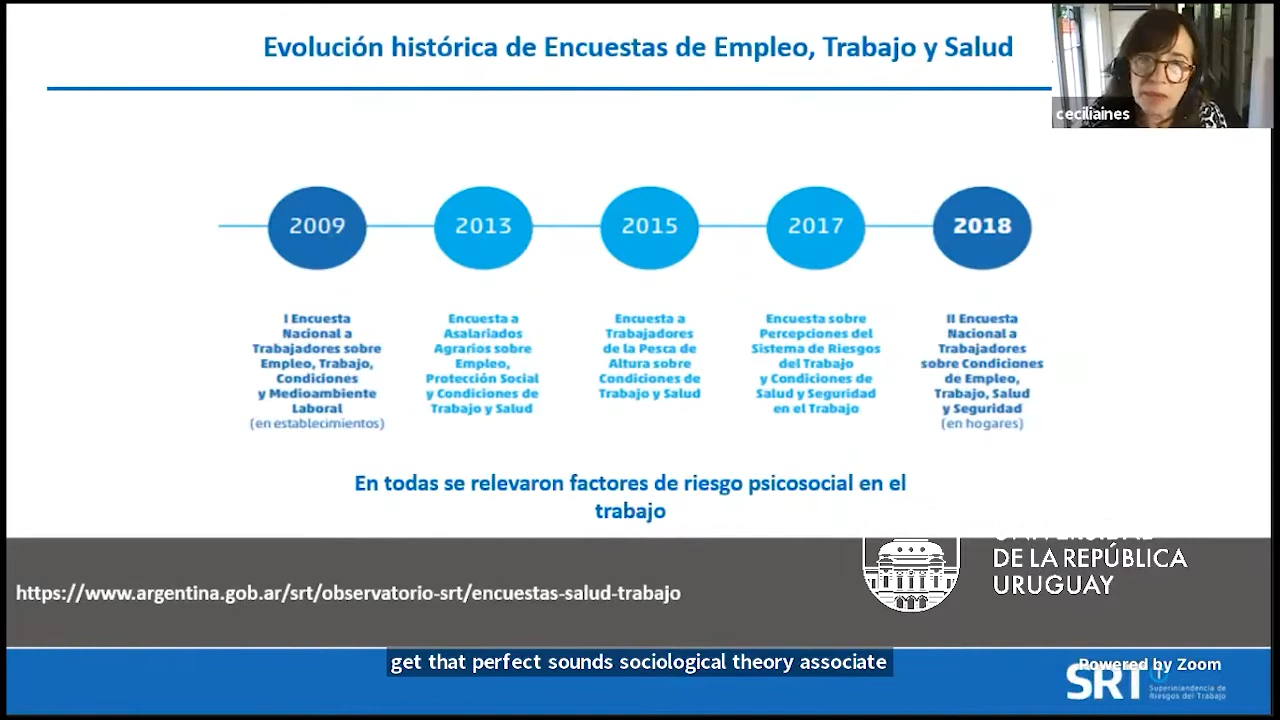 Evolución histórica de Encuestas de Empleo, Trabajo y Salud
ceciliaines
2009
2013
2015
2017
2018
I Encuesta
Nacional a
Trabajadores sobre
Empleo, Trabajo,
Condiciones
y Medioambiente
Laboral
(en establecimientos)
Encuesta a
Asalariados
Agrarios sobre
Empleo,
Protección Social
y Condiciones de
Trabajo y Salud
Encuesta a
Trabajadores
de la Pesca de
Altura sobre
Condiciones de
Trabajo y Salud
Encuesta sobre
Percepciones del
Sistema de Riesgos
del Trabajo
y Condiciones de
Salud y Seguridad
en el Trabajo
II Encuesta
Nacional a
Trabajadores
sobre Condiciones
de Empleo,
Trabajo, Salud
y Seguridad
(en hogares)
En todas se relevaron factores de riesgo psicosocial en el
trabajo
UNIVERSIDAD
DE LA REPÚBLICA
URUGUAY
https://www.argentina.gob.ar/srt/observatorio-srt/encuestas-salud-trabajo
get that perfect sounds sociological theory associate
Powered by Zoom
SRT
Superintendencia de
Riesgos del Trabajo